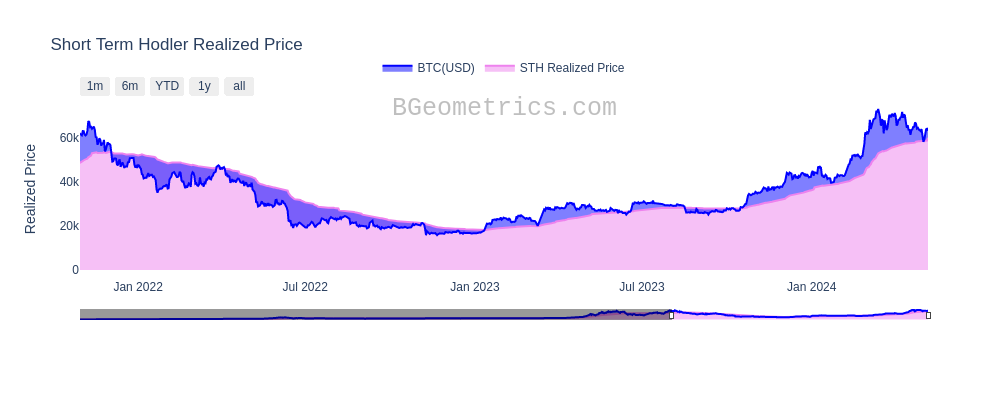 Short Term Hodler Realized Price
BTC(USD) STH Realized Price
1m 6m YTD 1y all
BGeometrics.com
Realized Price
60k
40k
20k
0
Jan 2022 Jul 2022 Jan 2023 Jul 2023 Jan 2024